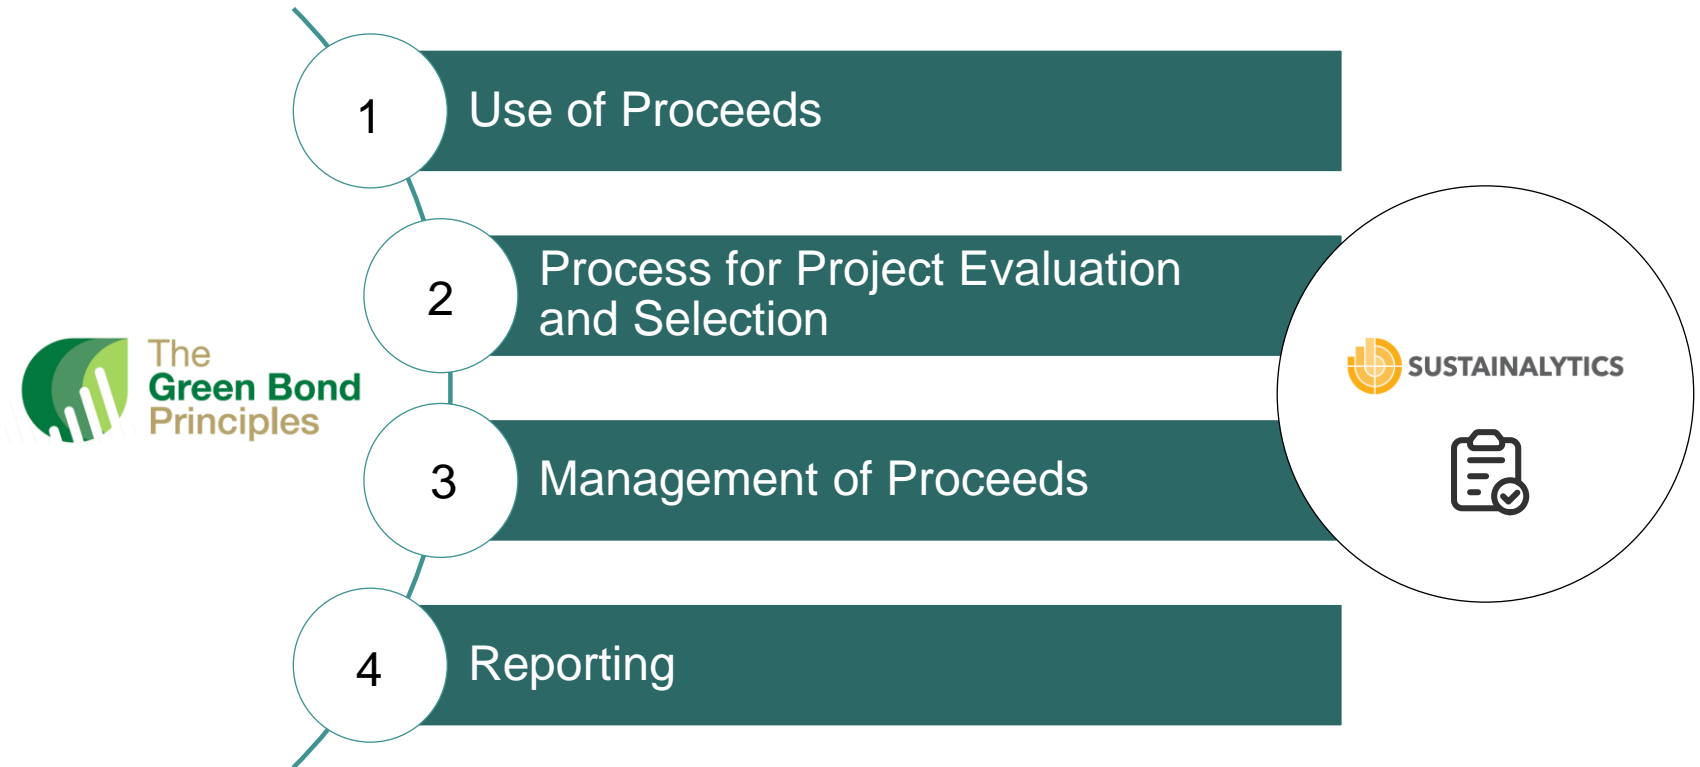 1
Use of Proceeds
2
Process for Project Evaluation
and Selection
The
Green Bond
Principles
SUSTAINALYTICS
3
Management of Proceeds
4
Reporting